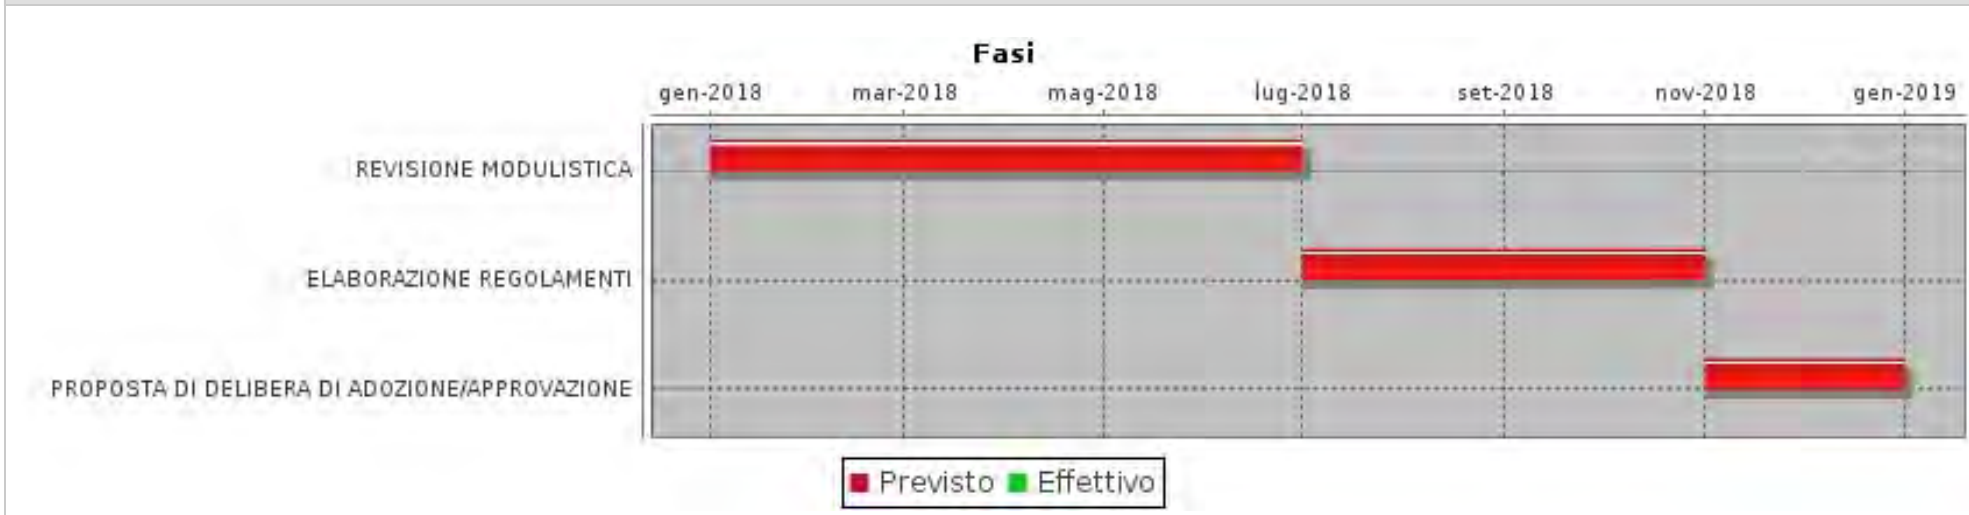 Fasi
gen-2018 mar-2018 mag-2018 lug-2018 set-2018 nov-2018 gen-2019
REVISIONE MODULISTICA
ELABORAZIONE REGOLAMENTI
PROPOSTA DI DELIBERA DI ADOZIONE/APPROVAZIONE
Previsto Effettivo